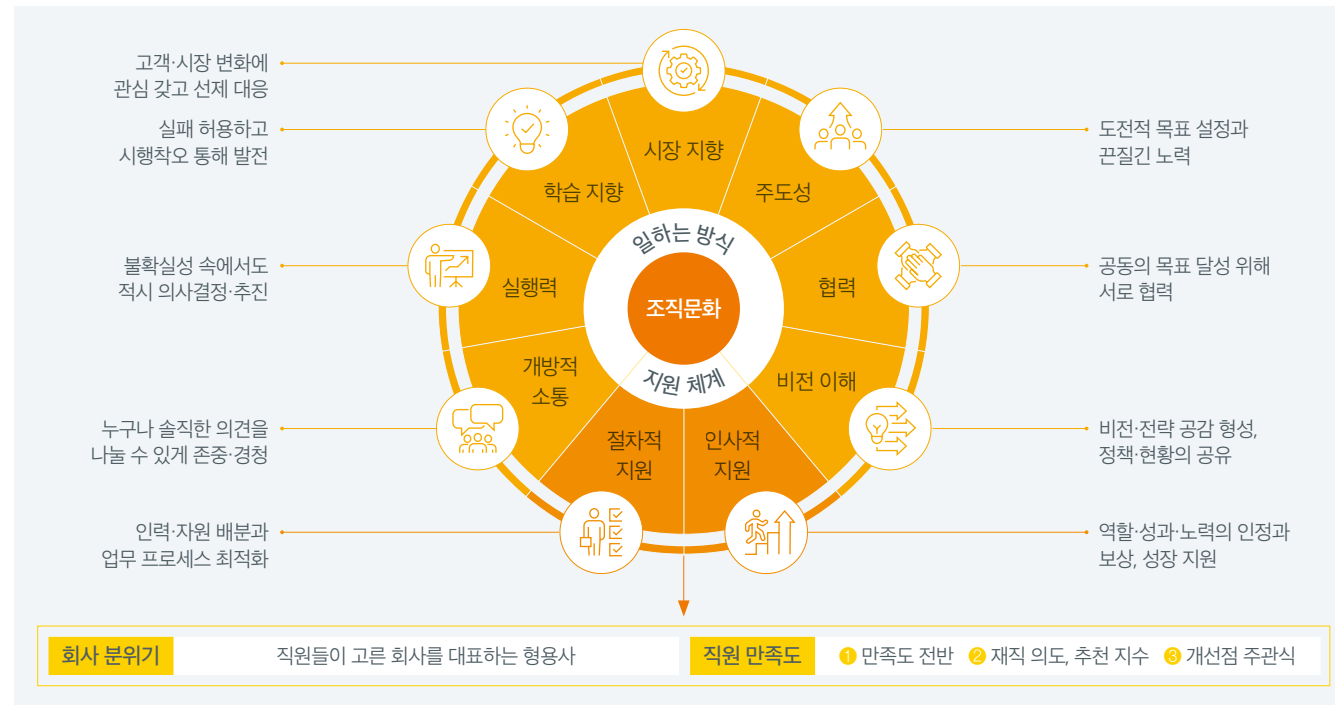 고객·시장 변화에
관심 갖고 선제 대응
실패 허용하고
시행착오 통해 발전
불확실성 속에서도
적시 의사결정·추진
누구나 솔직한 의견을
나눌 수 있게 존중·경청
인력·자원 배분과
업무 프로세스 최적화
시장 지향
학습 지향
주도성
실행력
협력
개방적
소통
비전 이해
절차적
지원
인사적
지원
일하는 방식
조직문화
지원 체계
도전적 목표 설정과
끈질긴 노력
공동의 목표 달성 위해
서로 협력
비전·전략 공감 형성,
정책·현황의 공유
역할·성과·노력의 인정과
보상, 성장 지원
회사 분위기
직원들이 고른 회사를 대표하는 형용사
직원 만족도
❶ 만족도 전반 ❷ 재직 의도, 추천 지수 ❸ 개선점 주관식